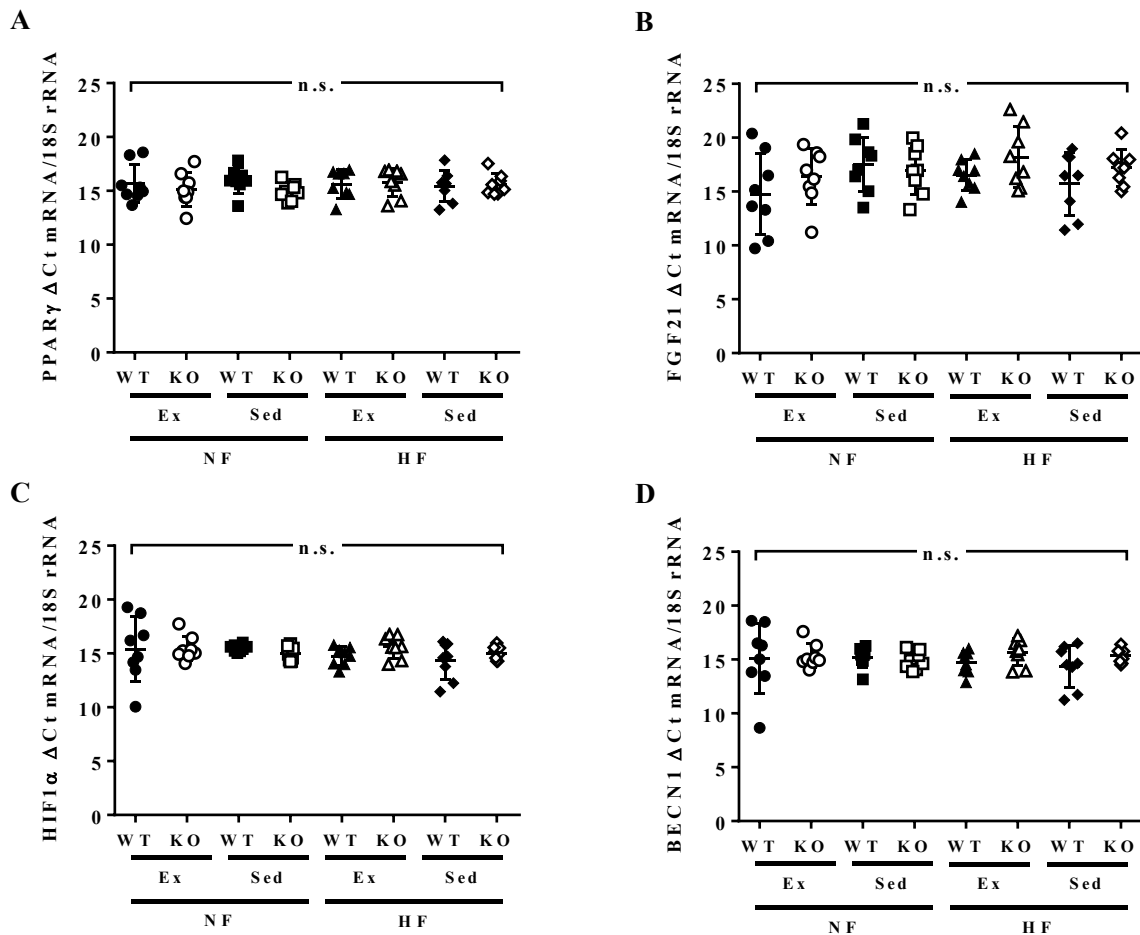 A
PPARγ ΔCt mRNA/18S rRNA
n.s.
25
20
15
10
5
0
WT KO WT KO WT KO WT KO
Ex Sed Ex Sed
NF HF
B
FGF21 ΔCt mRNA/18S rRNA
n.s.
25
20
15
10
5
0
WT KO WT KO WT KO WT KO
Ex Sed Ex Sed
NF HF
C
HIF1α ΔCt mRNA/18S rRNA
n.s.
25
20
15
10
5
0
WT KO WT KO WT KO WT KO
Ex Sed Ex Sed
NF HF
D
BECN1 ΔCt mRNA/18S rRNA
n.s.
25
20
15
10
5
0
WT KO WT KO WT KO WT KO
Ex Sed Ex Sed
NF HF